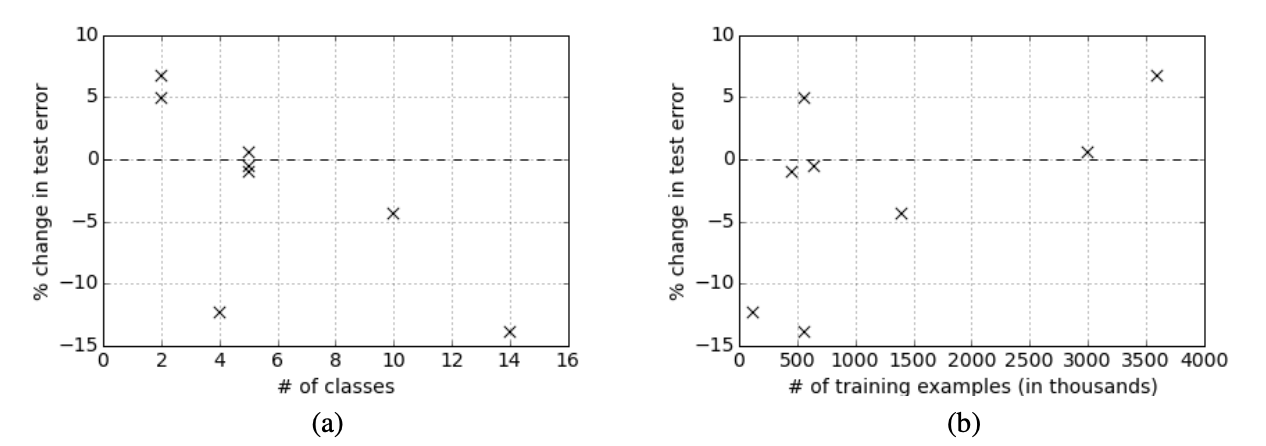 10
5
0
−5
−10
−15
% change in test error
0 2 4 6 8 10 12 14 16
# of classes
(a)
10
5
0
−5
−10
−15
% change in test error
0 500 1000 1500 2000 2500 3000 3500 4000
# of training examples (in thousands)
(b)